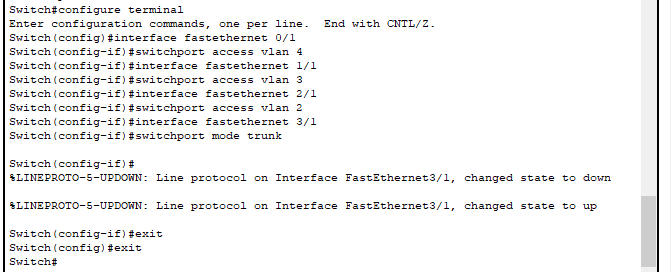 Switch#configure terminal
Enter configuration commands, one per line.  End with CNTL/Z.
Switch(config)#interface fastethernet 0/1
Switch(config-if)#switchport access vlan 4
Switch(config-if)#interface fastethernet 1/1
Switch(config-if)#switchport access vlan 3
Switch(config-if)#interface fastethernet 2/1
Switch(config-if)#switchport access vlan 2
Switch(config-if)#interface fastethernet 3/1
Switch(config-if)#switchport mode trunk
Switch(config-if)#
%LINEPROTO-5-UPDOWN: Line protocol on Interface FastEthernet3/1, changed state to down
%LINEPROTO-5-UPDOWN: Line protocol on Interface FastEthernet3/1, changed state to up
Switch(config-if)#exit
Switch(config)#exit
Switch#